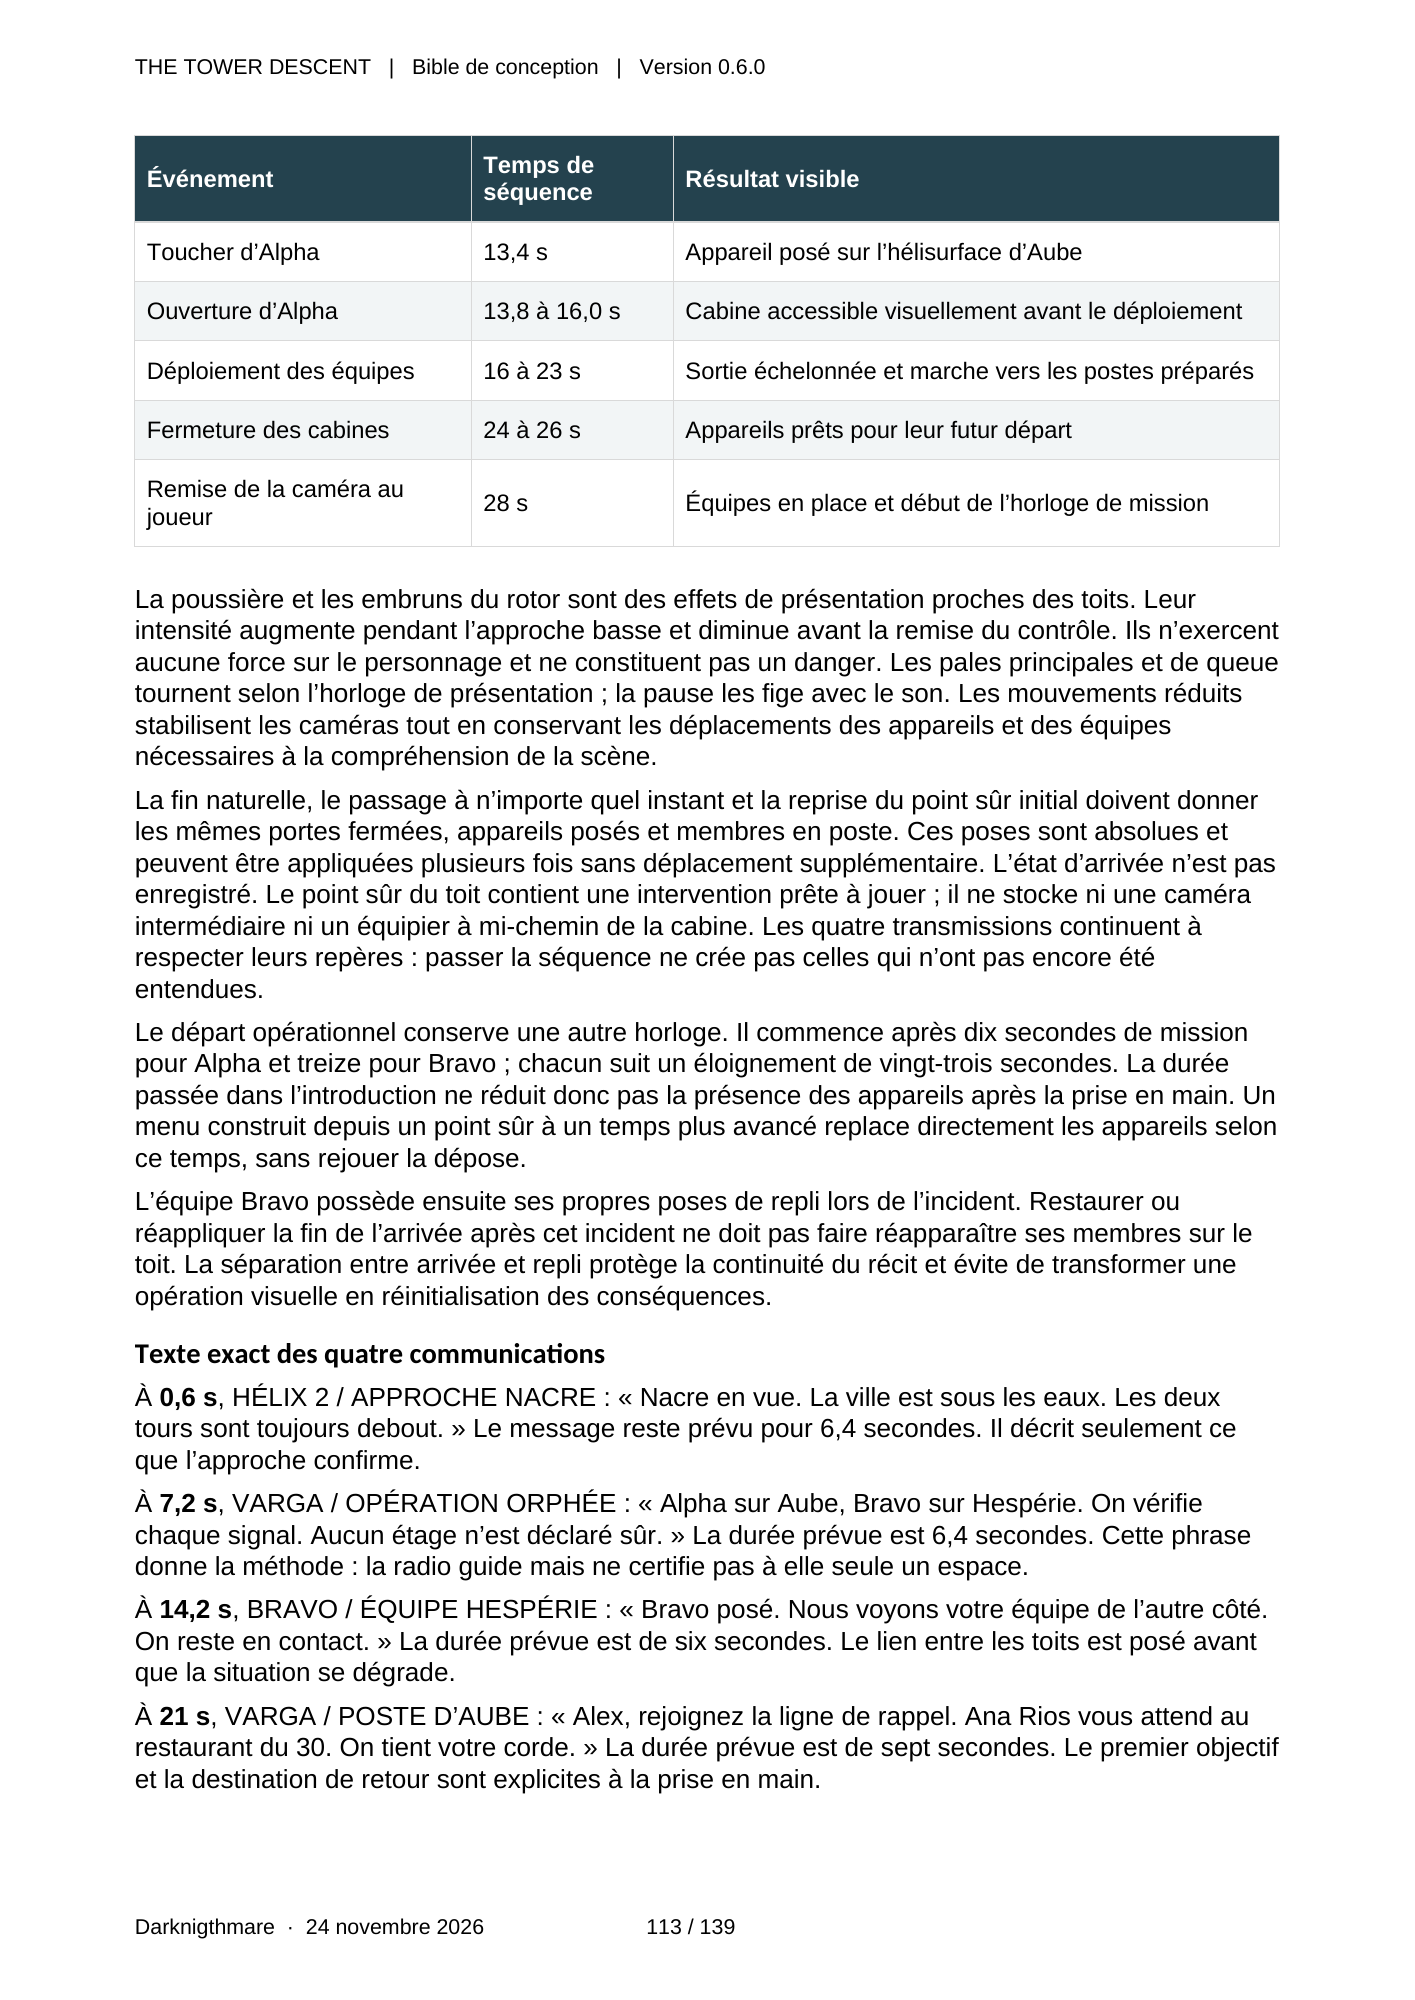 THE TOWER DESCENT | Bible de conception | Version 0.6.0
Événement
Temps de
séquence
Résultat visible
Toucher d’Alpha
13,4 s
Appareil posé sur l’hélisurface d’Aube
Ouverture d’Alpha
13,8 à 16,0 s
Cabine accessible visuellement avant le déploiement
Déploiement des équipes
16 à 23 s
Sortie échelonnée et marche vers les postes préparés
Fermeture des cabines
24 à 26 s
Appareils prêts pour leur futur départ
Remise de la caméra au
joueur
28 s
Équipes en place et début de l’horloge de mission
La poussière et les embruns du rotor sont des effets de présentation proches des toits. Leur
intensité augmente pendant l’approche basse et diminue avant la remise du contrôle. Ils n’exercent
aucune force sur le personnage et ne constituent pas un danger. Les pales principales et de queue
tournent selon l’horloge de présentation ; la pause les fige avec le son. Les mouvements réduits
stabilisent les caméras tout en conservant les déplacements des appareils et des équipes
nécessaires à la compréhension de la scène.
La fin naturelle, le passage à n’importe quel instant et la reprise du point sûr initial doivent donner
les mêmes portes fermées, appareils posés et membres en poste. Ces poses sont absolues et
peuvent être appliquées plusieurs fois sans déplacement supplémentaire. L’état d’arrivée n’est pas
enregistré. Le point sûr du toit contient une intervention prête à jouer ; il ne stocke ni une caméra
intermédiaire ni un équipier à mi-chemin de la cabine. Les quatre transmissions continuent à
respecter leurs repères : passer la séquence ne crée pas celles qui n’ont pas encore été
entendues.
Le départ opérationnel conserve une autre horloge. Il commence après dix secondes de mission
pour Alpha et treize pour Bravo ; chacun suit un éloignement de vingt-trois secondes. La durée
passée dans l’introduction ne réduit donc pas la présence des appareils après la prise en main. Un
menu construit depuis un point sûr à un temps plus avancé replace directement les appareils selon
ce temps, sans rejouer la dépose.
L’équipe Bravo possède ensuite ses propres poses de repli lors de l’incident. Restaurer ou
réappliquer la fin de l’arrivée après cet incident ne doit pas faire réapparaître ses membres sur le
toit. La séparation entre arrivée et repli protège la continuité du récit et évite de transformer une
opération visuelle en réinitialisation des conséquences.
Texte exact des quatre communications
À 0,6 s, HÉLIX 2 / APPROCHE NACRE : « Nacre en vue. La ville est sous les eaux. Les deux
tours sont toujours debout. » Le message reste prévu pour 6,4 secondes. Il décrit seulement ce
que l’approche confirme.
À 7,2 s, VARGA / OPÉRATION ORPHÉE : « Alpha sur Aube, Bravo sur Hespérie. On vérifie
chaque signal. Aucun étage n’est déclaré sûr. » La durée prévue est 6,4 secondes. Cette phrase
donne la méthode : la radio guide mais ne certifie pas à elle seule un espace.
À 14,2 s, BRAVO / ÉQUIPE HESPÉRIE : « Bravo posé. Nous voyons votre équipe de l’autre côté.
On reste en contact. » La durée prévue est de six secondes. Le lien entre les toits est posé avant
que la situation se dégrade.
À 21 s, VARGA / POSTE D’AUBE : « Alex, rejoignez la ligne de rappel. Ana Rios vous attend au
restaurant du 30. On tient votre corde. » La durée prévue est de sept secondes. Le premier objectif
et la destination de retour sont explicites à la prise en main.
Darknigthmare · 24 novembre 2026
113 / 139